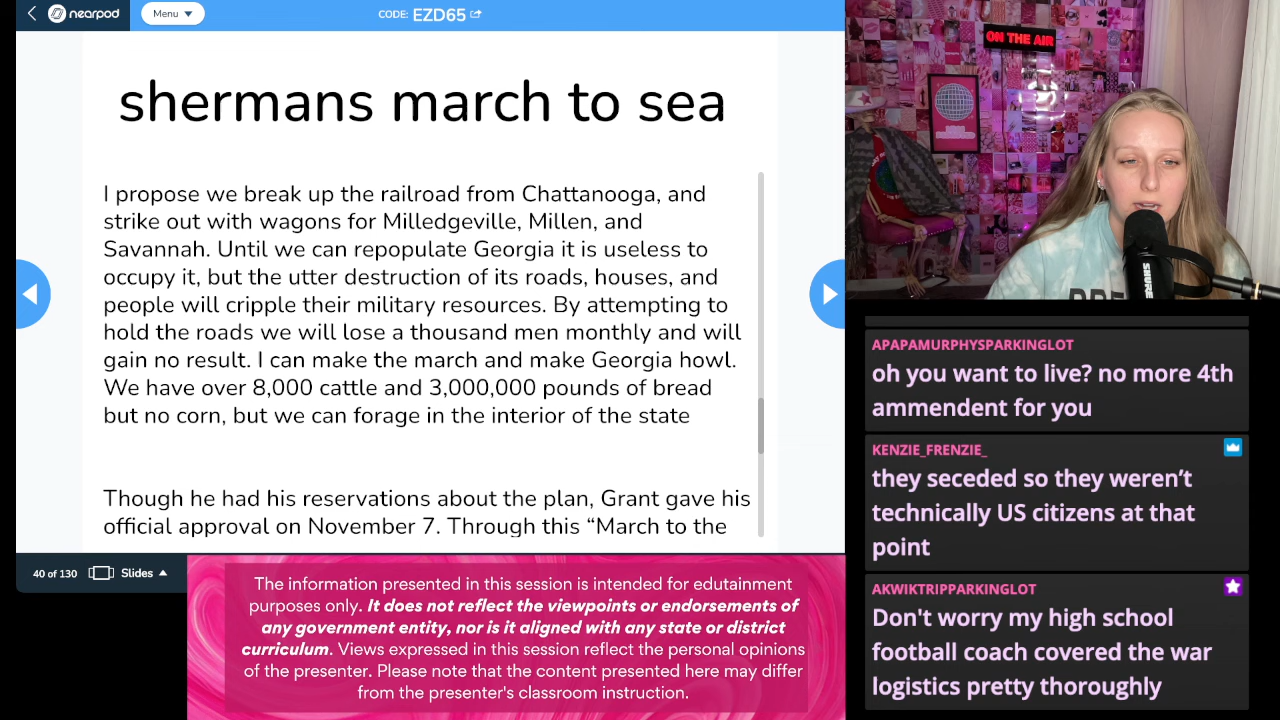 nearpod
Menu
CODE: EZD65
shermans march to sea
I propose we break up the railroad from Chattanooga, and
strike out with wagons for Milledgeville, Millen, and
Savannah. Until we can repopulate Georgia it is useless to
occupy it, but the utter destruction of its roads, houses, and
people will cripple their military resources. By attempting to
hold the roads we will lose a thousand men monthly and will
gain no result. I can make the march and make Georgia howl.
We have over 8,000 cattle and 3,000,000 pounds of bread
but no corn, but we can forage in the interior of the state
Though he had his reservations about the plan, Grant gave his
official approval on November 7. Through this “March to the
40 of 130
Slides
The information presented in this session is intended for edutainment
purposes only. It does not reflect the viewpoints or endorsements of
any government entity, nor is it aligned with any state or district
curriculum. Views expressed in this session reflect the personal opinions
of the presenter. Please note that the content presented here may differ
from the presenter's classroom instruction.
ON THE AIR
SHURE
APAPAMURPHYSPARKINGLOT
oh you want to live? no more 4th
ammendent for you
KENZIE_FRENZIE_
they seceded so they weren’t
technically US citizens at that
point
AKWIKTRIPPARKINGLOT
Don't worry my high school
football coach covered the war
logistics pretty thoroughly